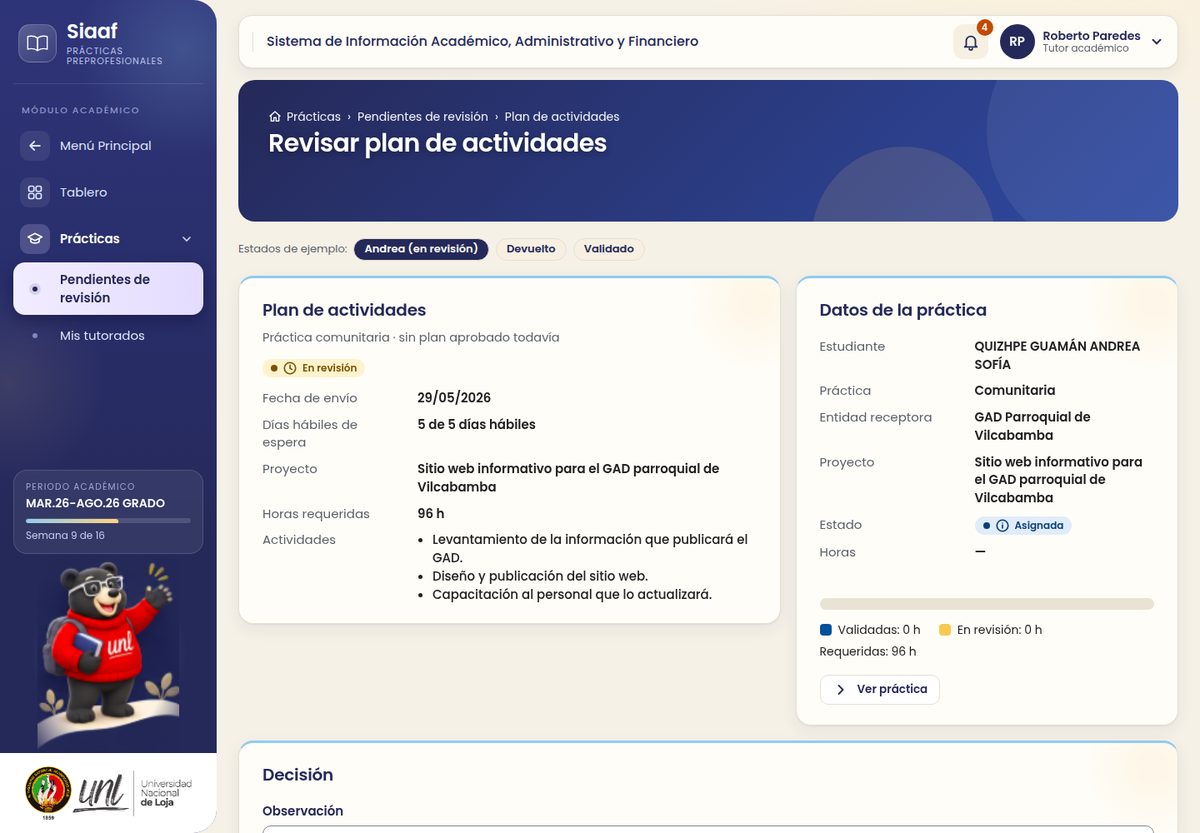 Siaaf
PRÁCTICAS
PREPROFESIONALES
MÓDULO ACADÉMICO
Menú Principal
Tablero
Prácticas
Pendientes de
revisión
Mis tutorados
PERIODO ACADÉMICO
MAR.26-AGO.26 GRADO
Semana 9 de 16
unl
1859
unl
Universidad
Nacional
de Loja
Sistema de Información Académico, Administrativo y Financiero
4
RP
Roberto Paredes
Tutor académico
Prácticas › Pendientes de revisión › Plan de actividades
Revisar plan de actividades
Estados de ejemplo: Andrea (en revisión) Devuelto Validado
Plan de actividades
Práctica comunitaria · sin plan aprobado todavía
En revisión
Fecha de envío 29/05/2026
Días hábiles de espera 5 de 5 días hábiles
Proyecto Sitio web informativo para el GAD parroquial de
Vilcabamba
Horas requeridas 96 h
Actividades • Levantamiento de la información que publicará el
GAD.
• Diseño y publicación del sitio web.
• Capacitación al personal que lo actualizará.
Datos de la práctica
Estudiante QUIZHPE GUAMÁN ANDREA
SOFÍA
Práctica Comunitaria
Entidad receptora GAD Parroquial de
Vilcabamba
Proyecto Sitio web informativo para
el GAD parroquial de
Vilcabamba
Estado Asignada
Horas —
Validadas: 0 h En revisión: 0 h
Requeridas: 96 h
Ver práctica
Decisión
Observación